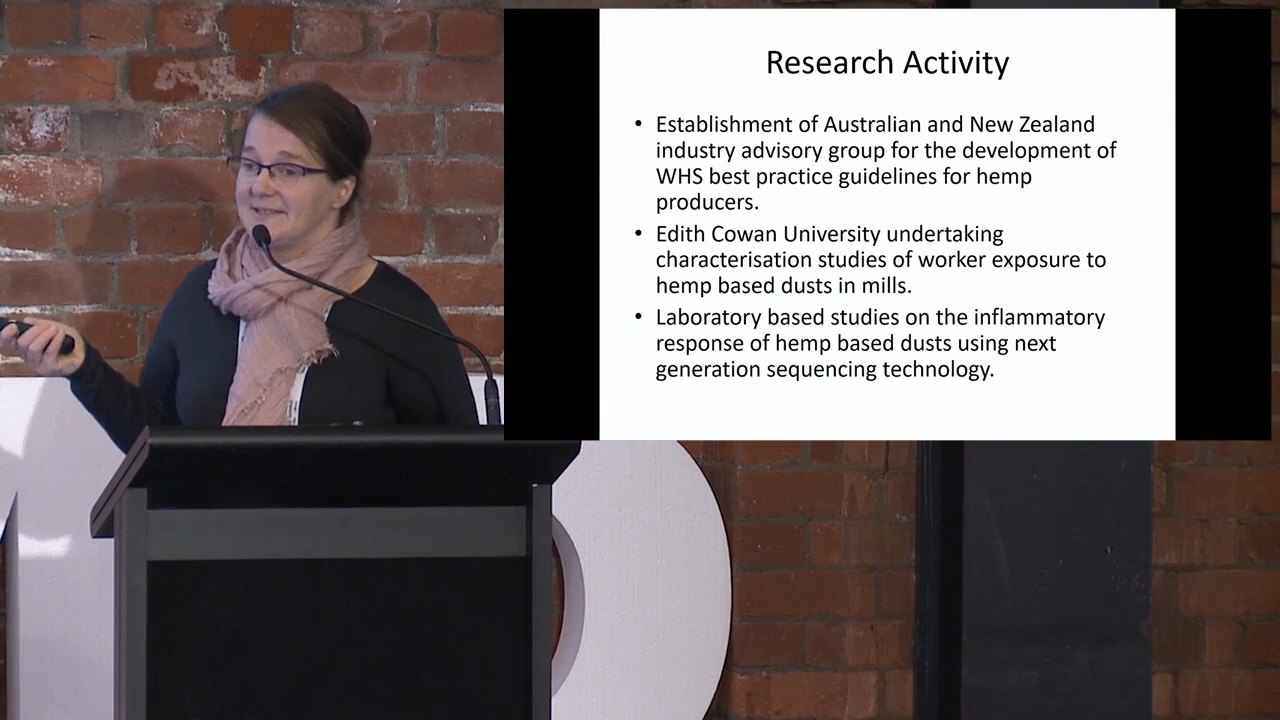 Research Activity
• Establishment of Australian and New Zealand
industry advisory group for the development of
WHS best practice guidelines for hemp
producers.
• Edith Cowan University undertaking
characterisation studies of worker exposure to
hemp based dusts in mills.
• Laboratory based studies on the inflammatory
response of hemp based dusts using next
generation sequencing technology.